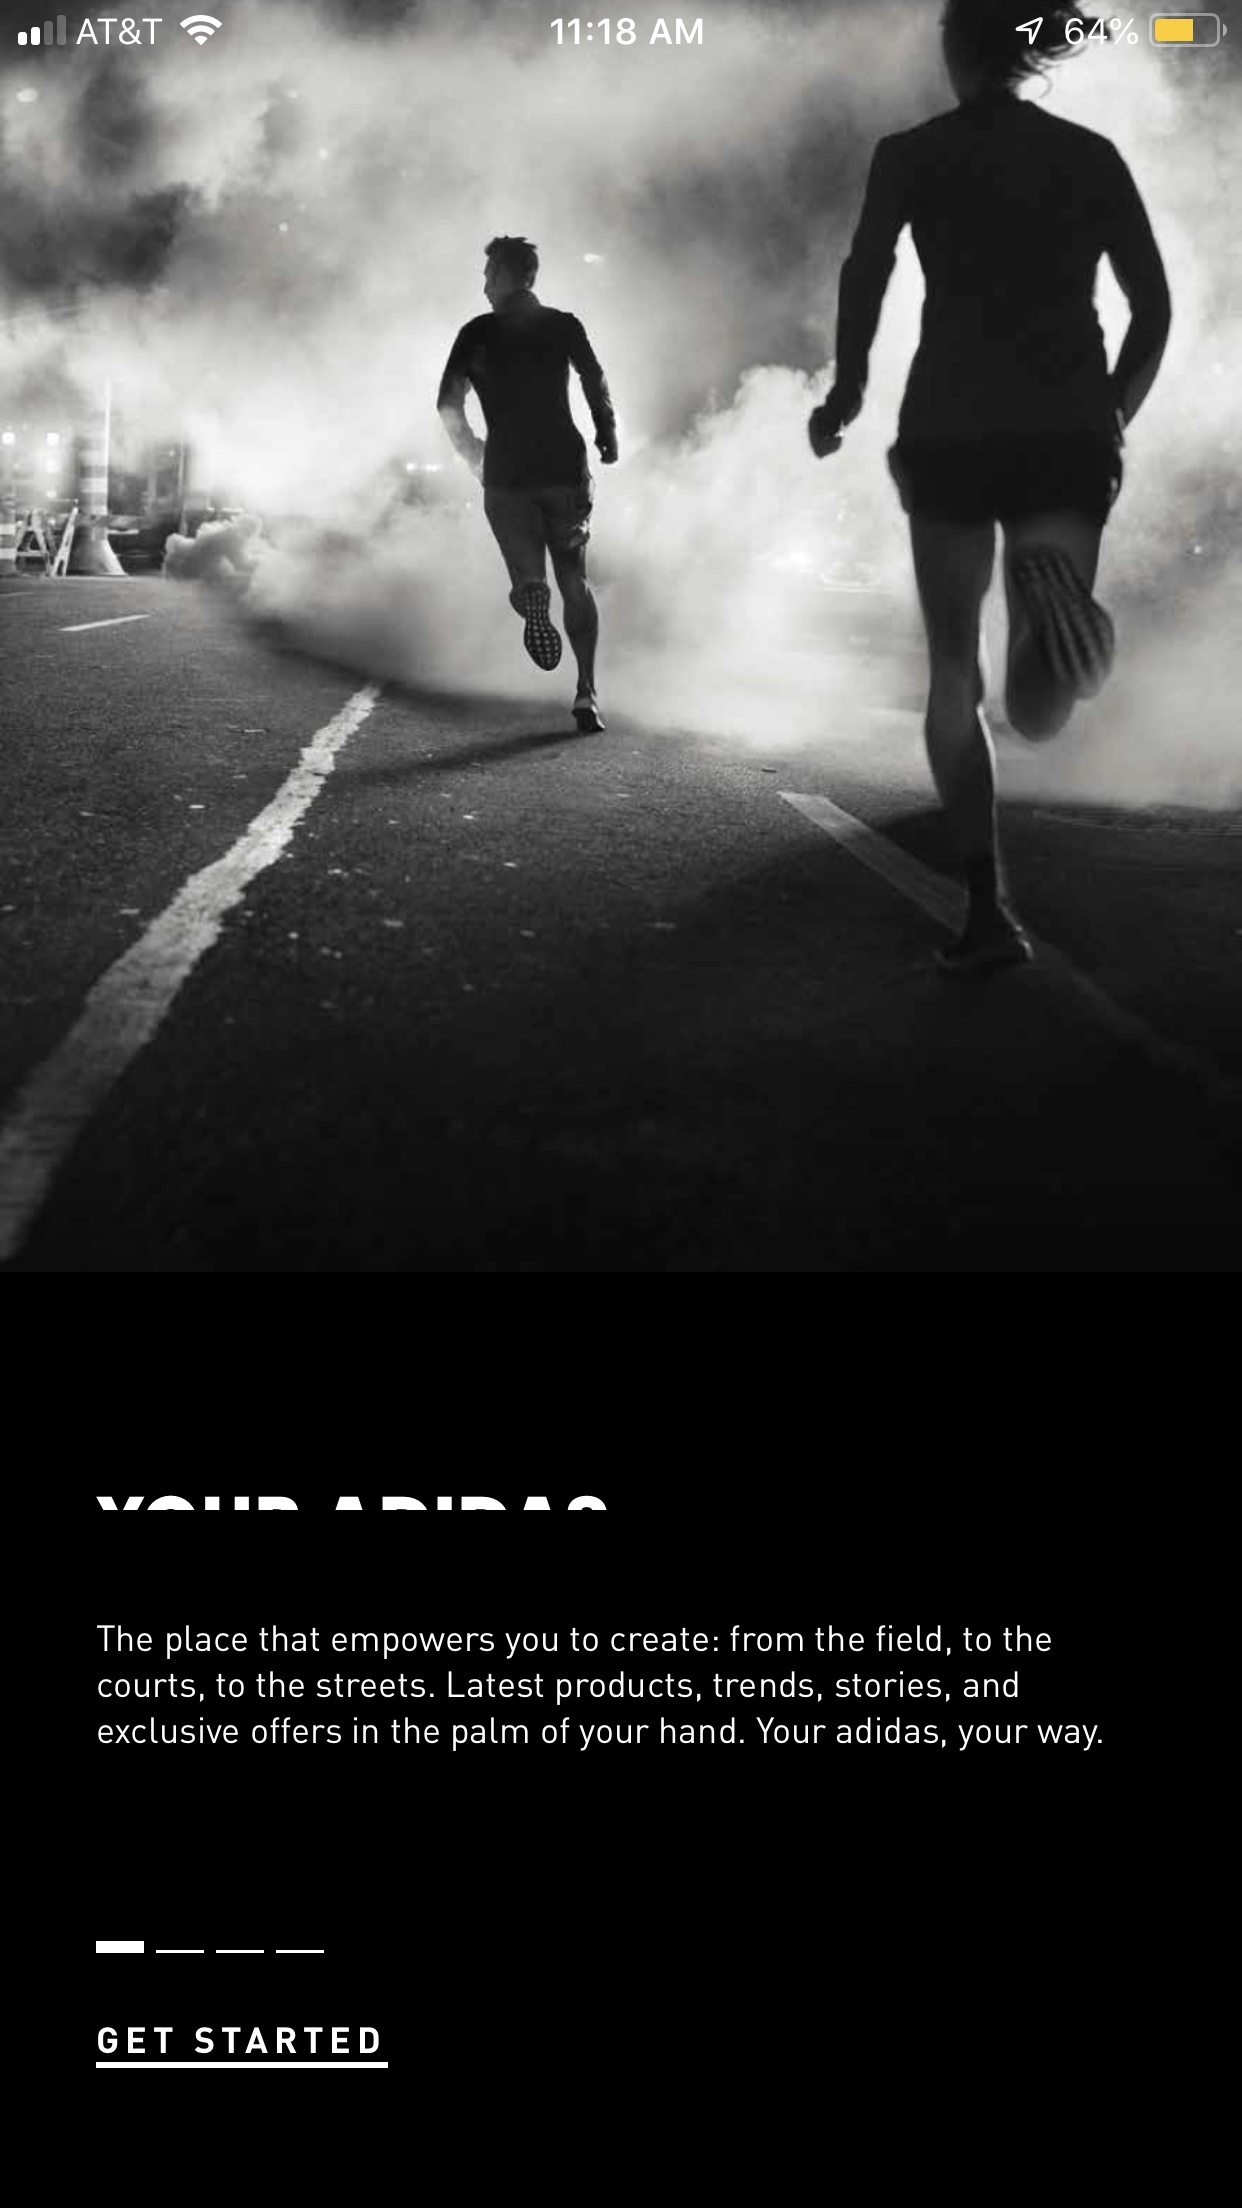 AT&T 11:18 AM 64%
YOUR ADIDAS
The place that empowers you to create: from the field, to the
courts, to the streets. Latest products, trends, stories, and
exclusive offers in the palm of your hand. Your adidas, your way.
GET STARTED